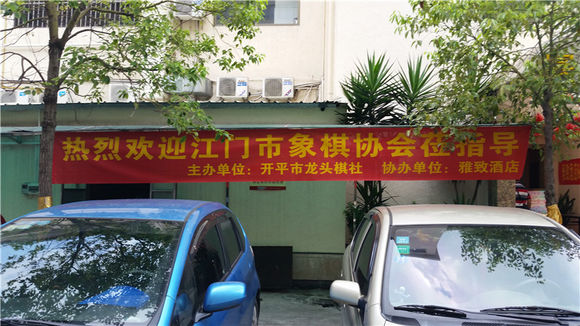 热烈欢迎江门市象棋协会莅指导
主办单位：开平市龙头棋社 协办单位：雅致酒店